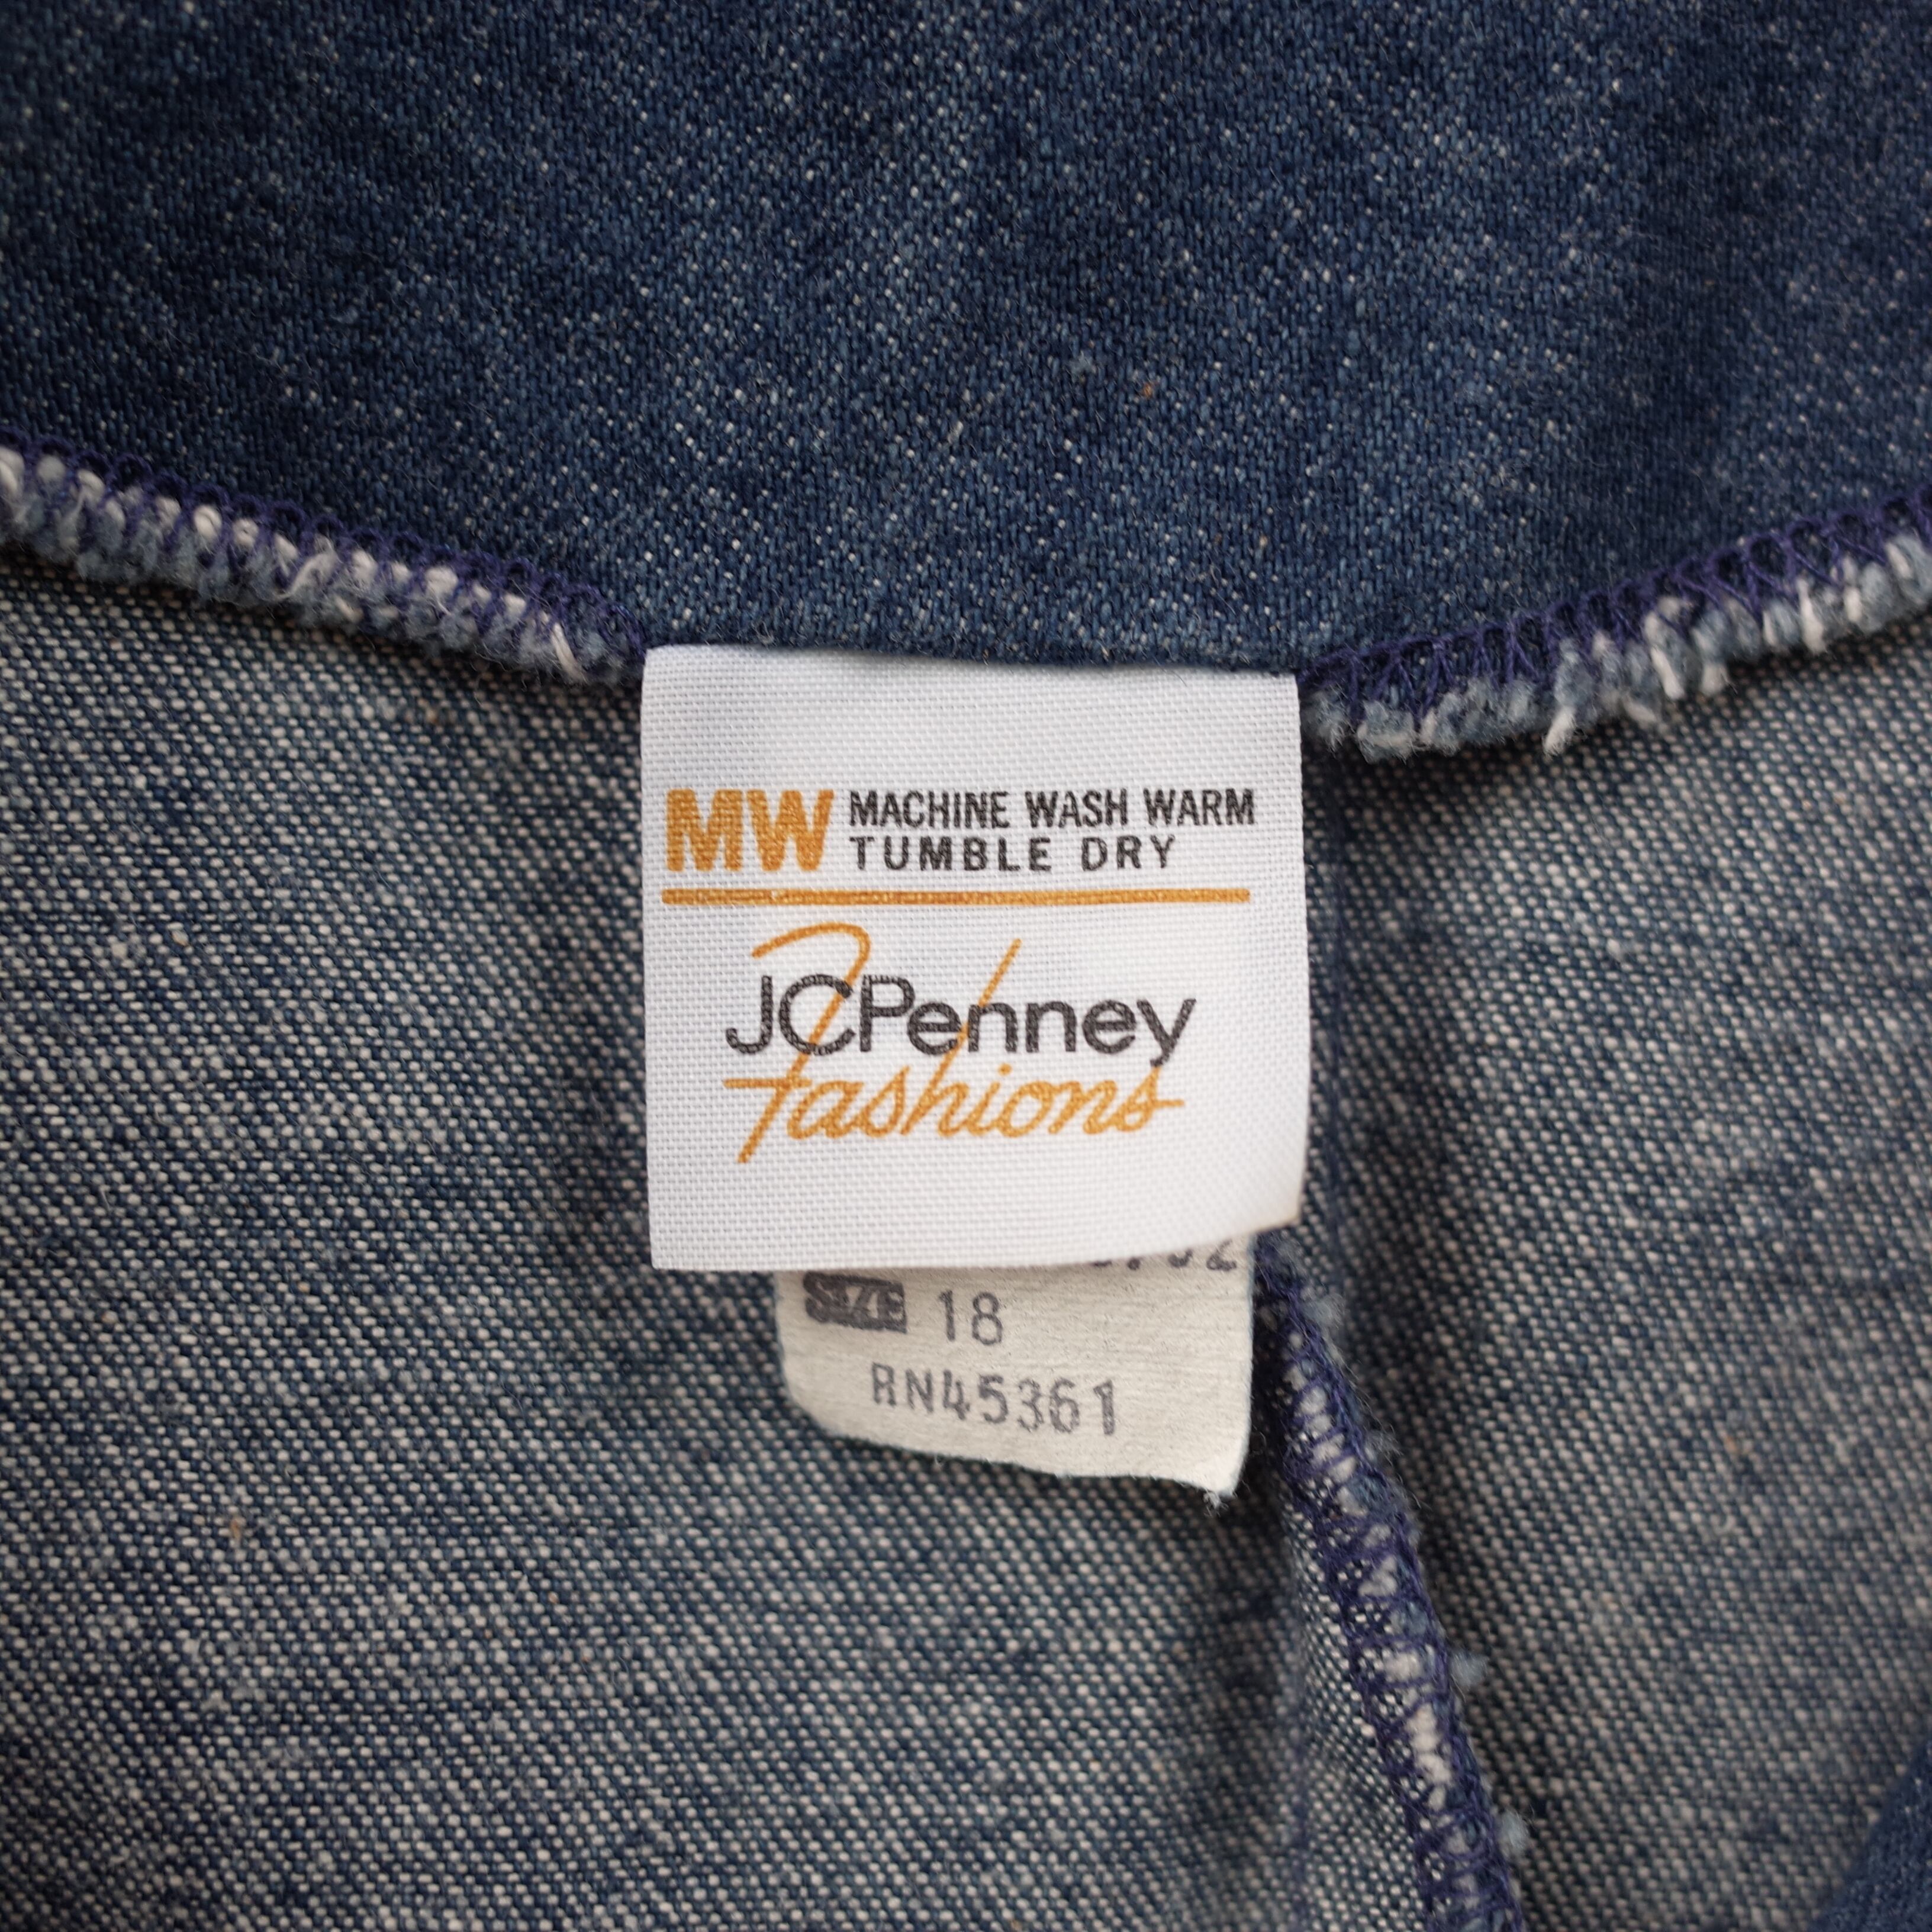 MW MACHINE WASH WARM
TUMBLE DRY
JCPenney
Fashions
SIZE 18
RN45361